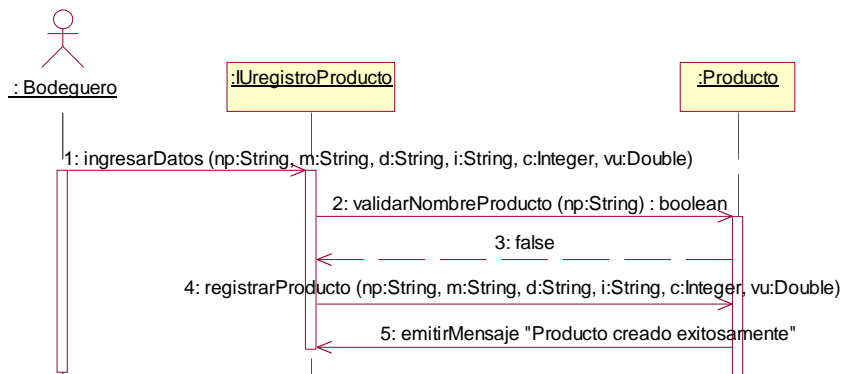 : Bodeguero
:IUregistroProducto
:Producto
1: ingresarDatos (np:String, m:String, d:String, i:String, c:Integer, vu:Double)
2: validarNombreProducto (np:String) : boolean
3: false
4: registrarProducto (np:String, m:String, d:String, i:String, c:Integer, vu:Double)
5: emitirMensaje "Producto creado exitosamente"